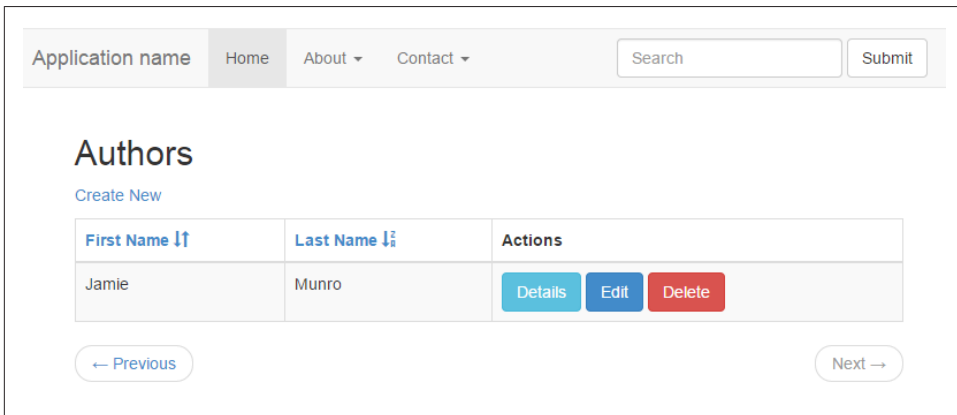 Application name Home About Contact Search Submit
Authors
Create New
First Name Last Name Actions
Jamie Munro Details Edit Delete
← Previous Next →